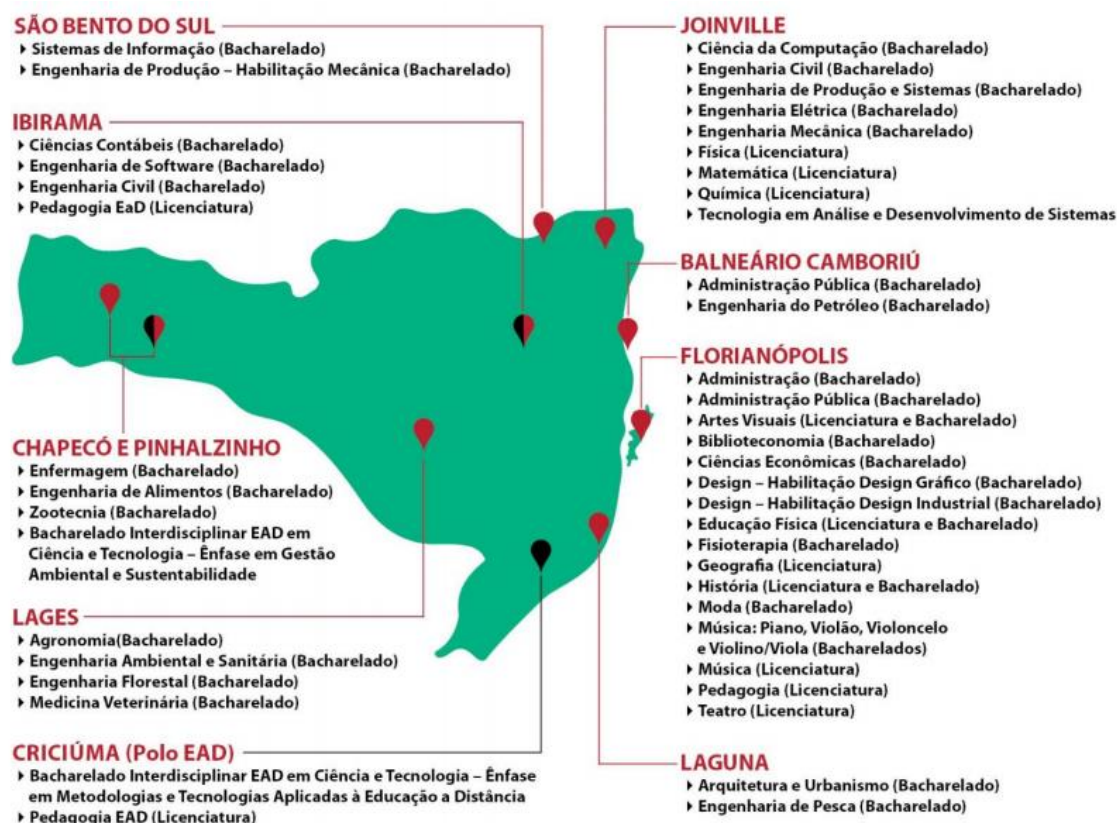 SÃO BENTO DO SUL
▸ Sistemas de Informação (Bacharelado)
▸ Engenharia de Produção – Habilitação Mecânica (Bacharelado)
IBIRAMA
▸ Ciências Contábeis (Bacharelado)
▸ Engenharia de Software (Bacharelado)
▸ Engenharia Civil (Bacharelado)
▸ Pedagogia EaD (Licenciatura)
CHAPECÓ E PINHALZINHO
▸ Enfermagem (Bacharelado)
▸ Engenharia de Alimentos (Bacharelado)
▸ Zootecnia (Bacharelado)
▸ Bacharelado Interdisciplinar EAD em
Ciência e Tecnologia – Ênfase em Gestão
Ambiental e Sustentabilidade
LAGES
▸ Agronomia(Bacharelado)
▸ Engenharia Ambiental e Sanitária (Bacharelado)
▸ Engenharia Florestal (Bacharelado)
▸ Medicina Veterinária (Bacharelado)
CRICIÚMA (Polo EAD)
▸ Bacharelado Interdisciplinar EAD em Ciência e Tecnologia – Ênfase
em Metodologias e Tecnologias Aplicadas à Educação a Distância
▸ Pedagogia EAD (Licenciatura)
JOINVILLE
▸ Ciência da Computação (Bacharelado)
▸ Engenharia Civil (Bacharelado)
▸ Engenharia de Produção e Sistemas (Bacharelado)
▸ Engenharia Elétrica (Bacharelado)
▸ Engenharia Mecânica (Bacharelado)
▸ Física (Licenciatura)
▸ Matemática (Licenciatura)
▸ Química (Licenciatura)
▸ Tecnologia em Análise e Desenvolvimento de Sistemas
BALNEÁRIO CAMBORIÚ
▸ Administração Pública (Bacharelado)
▸ Engenharia do Petróleo (Bacharelado)
FLORIANÓPOLIS
▸ Administração (Bacharelado)
▸ Administração Pública (Bacharelado)
▸ Artes Visuais (Licenciatura e Bacharelado)
▸ Biblioteconomia (Bacharelado)
▸ Ciências Econômicas (Bacharelado)
▸ Design – Habilitação Design Gráfico (Bacharelado)
▸ Design – Habilitação Design Industrial (Bacharelado)
▸ Educação Física (Licenciatura e Bacharelado)
▸ Fisioterapia (Bacharelado)
▸ Geografia (Licenciatura)
▸ História (Licenciatura e Bacharelado)
▸ Moda (Bacharelado)
▸ Música: Piano, Violão, Violoncelo
e Violino/Viola (Bacharelados)
▸ Música (Licenciatura)
▸ Pedagogia (Licenciatura)
▸ Teatro (Licenciatura)
LAGUNA
▸ Arquitetura e Urbanismo (Bacharelado)
▸ Engenharia de Pesca (Bacharelado)